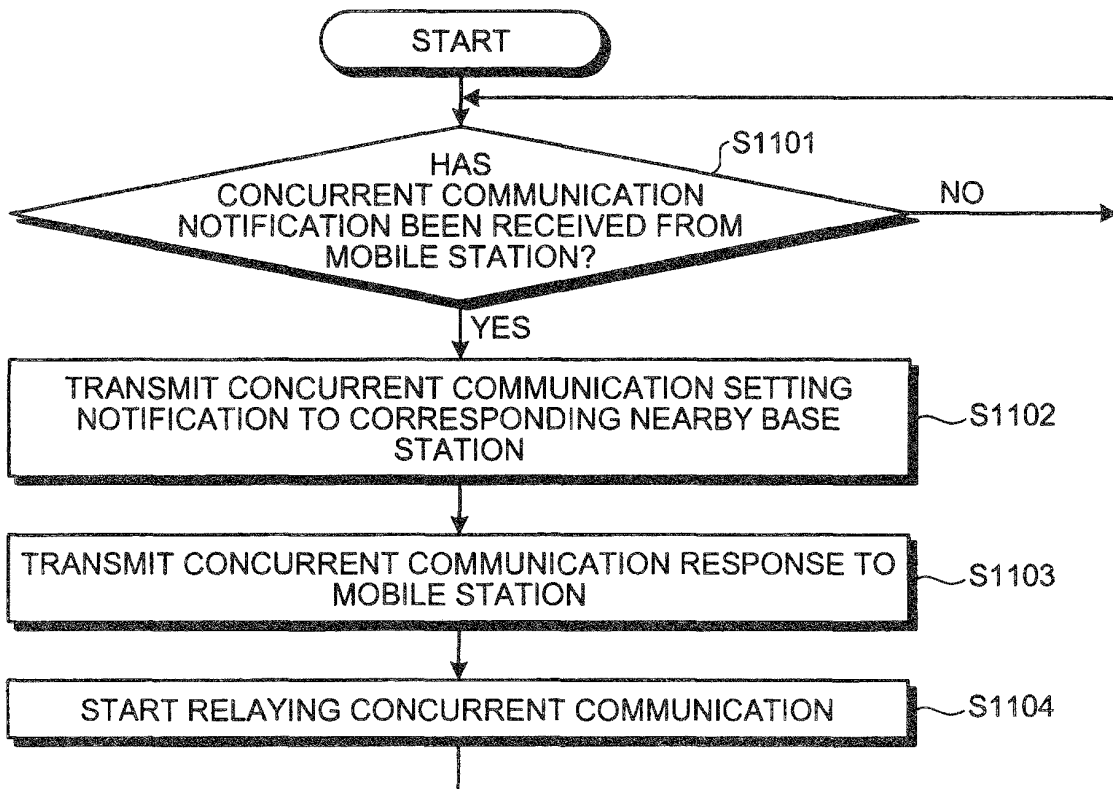 START
S1101
HAS
CONCURRENT COMMUNICATION
NOTIFICATION BEEN RECEIVED FROM
MOBILE STATION?
NO
YES
TRANSMIT CONCURRENT COMMUNICATION SETTING
NOTIFICATION TO CORRESPONDING NEARBY BASE
STATION
S1102
TRANSMIT CONCURRENT COMMUNICATION RESPONSE TO
MOBILE STATION
S1103
START RELAYING CONCURRENT COMMUNICATION
S1104